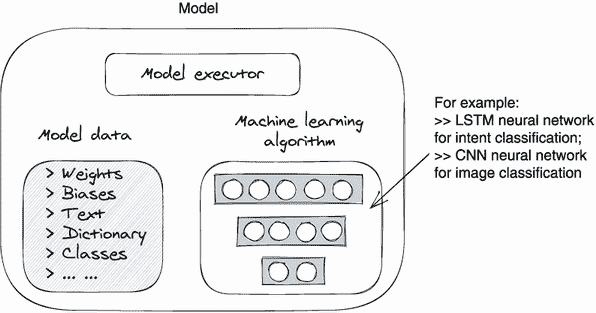 Model
Model executor
Model data
> Weights
> Biases
> Text
> Dictionary
> Classes
> ... ...
Machine learning
algorithm
For example:
>> LSTM neural network
for intent classification;
>> CNN neural network
for image classification